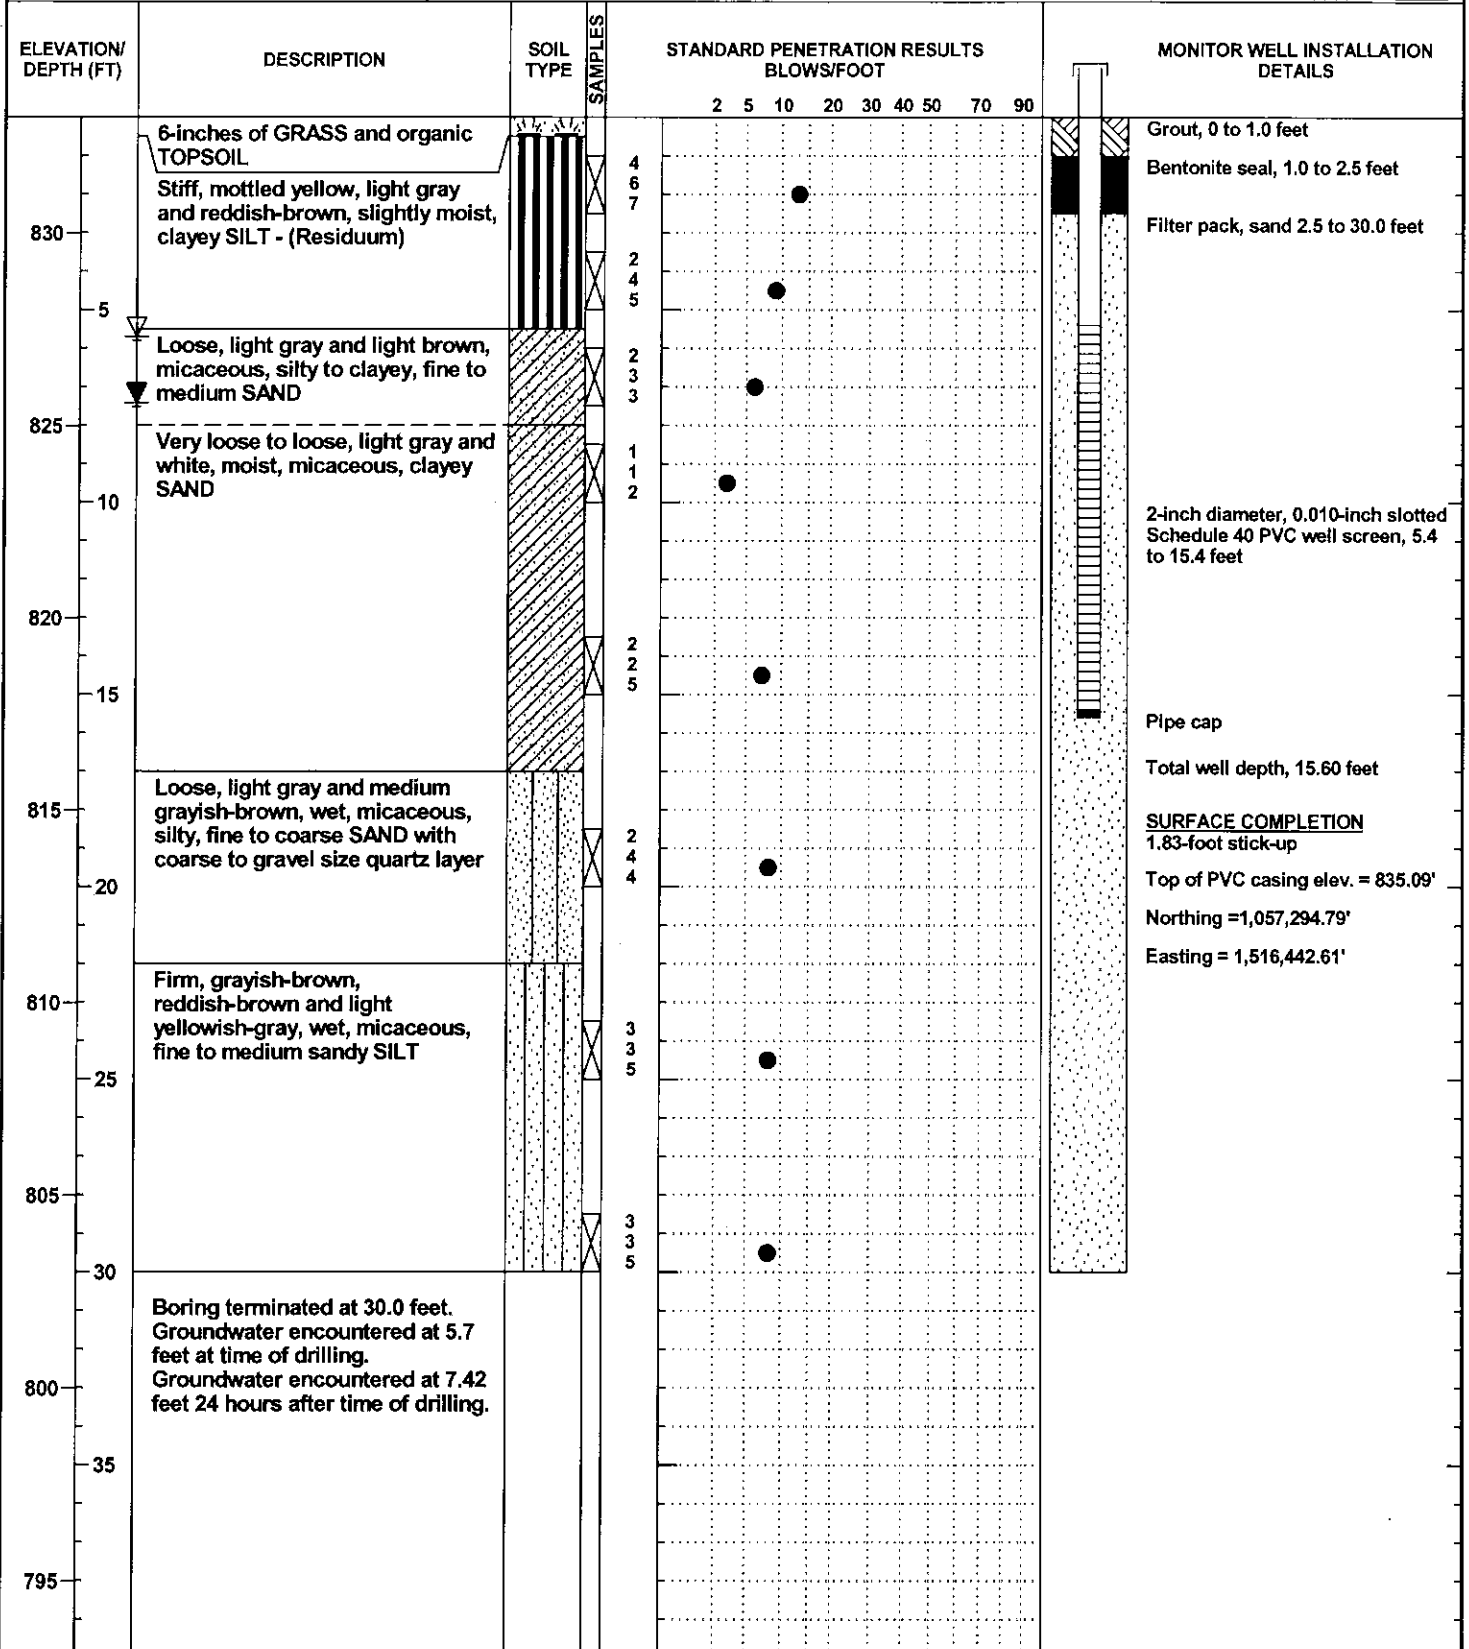 ELEVATION/
DEPTH (FT)
DESCRIPTION
SOIL
TYPE
SAMPLES
STANDARD PENETRATION RESULTS
BLOWS/FOOT
2 5 10 20 30 40 50 70 90
MONITOR WELL INSTALLATION
DETAILS
6-inches of GRASS and organic
TOPSOIL
Stiff, mottled yellow, light gray
and reddish-brown, slightly moist,
clayey SILT - (Residuum)
4
6
7
Grout, 0 to 1.0 feet
Bentonite seal, 1.0 to 2.5 feet
Filter pack, sand 2.5 to 30.0 feet
830
2
4
5
5
Loose, light gray and light brown,
micaceous, silty to clayey, fine to
medium SAND
2
3
3
825
Very loose to loose, light gray and
white, moist, micaceous, clayey
SAND
1
1
2
10
2-inch diameter, 0.010-inch slotted
Schedule 40 PVC well screen, 5.4
to 15.4 feet
820
2
2
5
15
Pipe cap
Total well depth, 15.60 feet
Loose, light gray and medium
grayish-brown, wet, micaceous,
silty, fine to coarse SAND with
coarse to gravel size quartz layer
815
2
4
4
SURFACE COMPLETION
1.83-foot stick-up
20
Top of PVC casing elev. = 835.09'
Northing =1,057,294.79'
Easting = 1,516,442.61'
Firm, grayish-brown,
reddish-brown and light
yellowish-gray, wet, micaceous,
fine to medium sandy SILT
810
3
3
5
25
805
3
3
5
30
Boring terminated at 30.0 feet.
Groundwater encountered at 5.7
feet at time of drilling.
Groundwater encountered at 7.42
feet 24 hours after time of drilling.
800
35
795